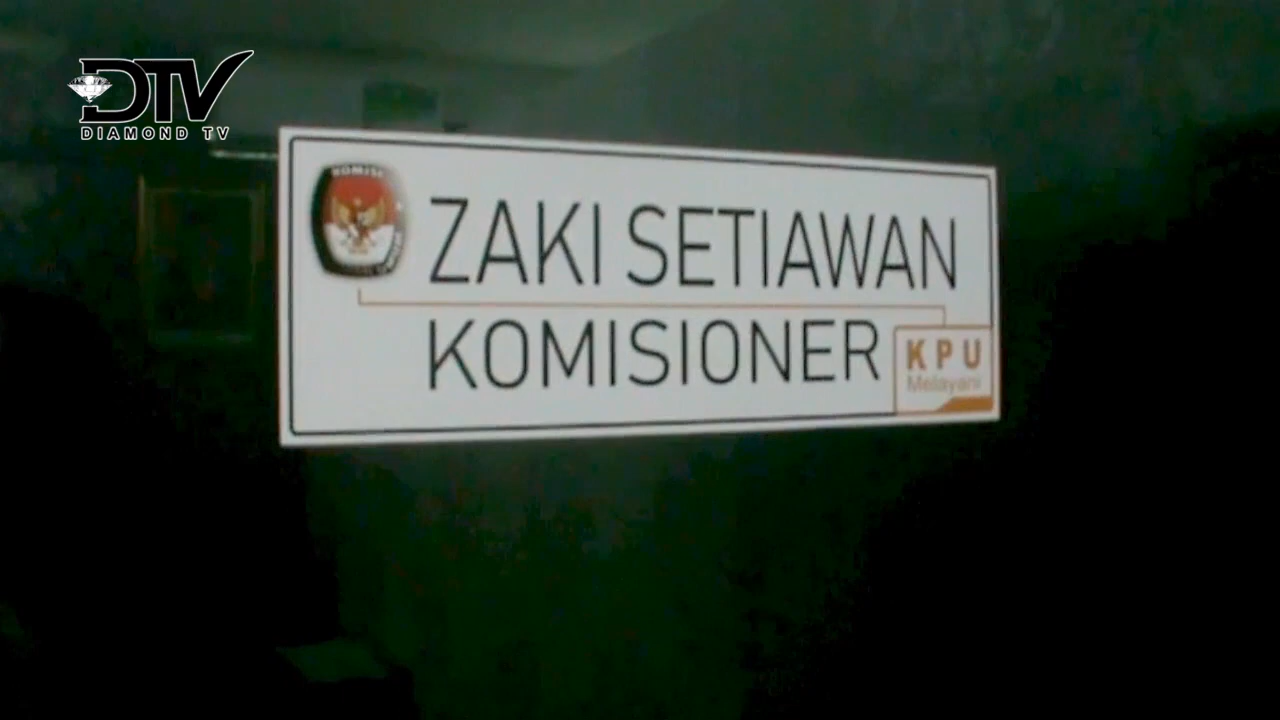 DTV
DIAMOND TV
KOMISI
ZAKI SETIAWAN
KOMISIONER
KPU
Melayani